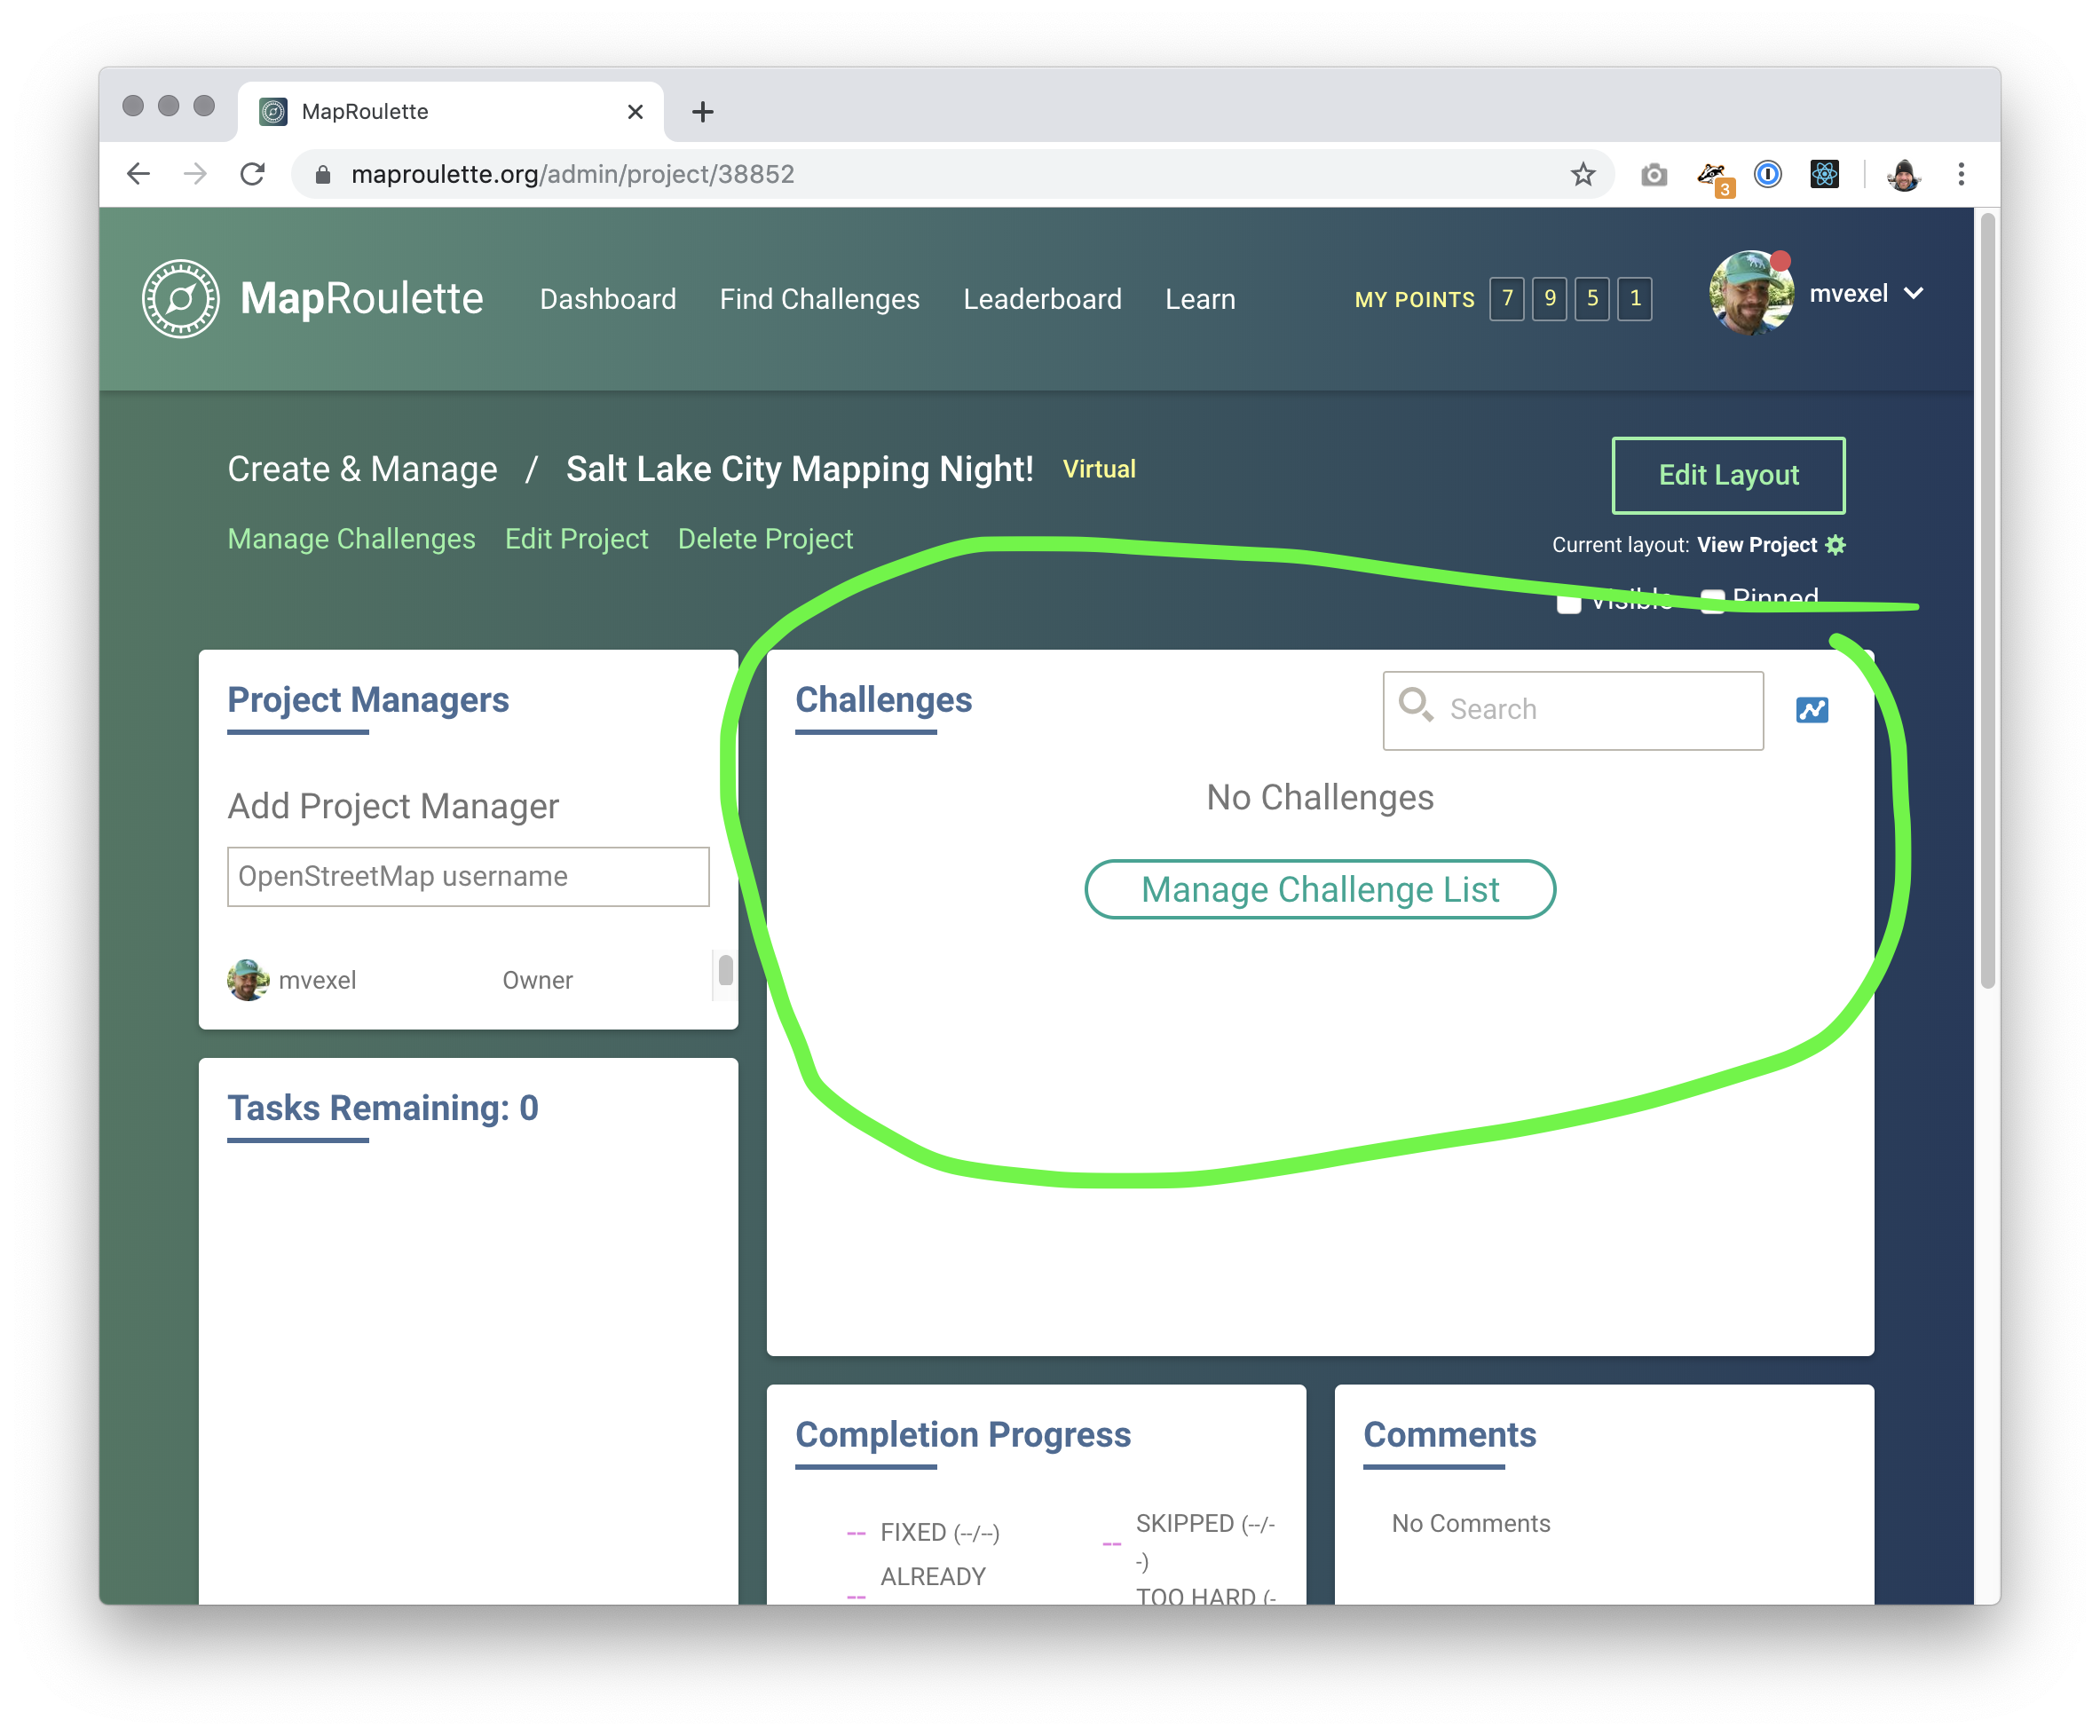 MapRoulette
maproulette.org/admin/project/38852
3
MapRoulette
Dashboard
Find Challenges
Leaderboard
Learn
MY POINTS 7 9 5 1
mvexel
Create & Manage / Salt Lake City Mapping Night! Virtual
Edit Layout
Manage Challenges Edit Project Delete Project
Current layout: View Project
Visible Pinned
Project Managers
Add Project Manager
OpenStreetMap username
mvexel Owner
Challenges
Search
No Challenges
Manage Challenge List
Tasks Remaining: 0
Completion Progress
-- FIXED (--/--)
-- ALREADY
-- SKIPPED (--/-
-)
TOO HARD (-
Comments
No Comments